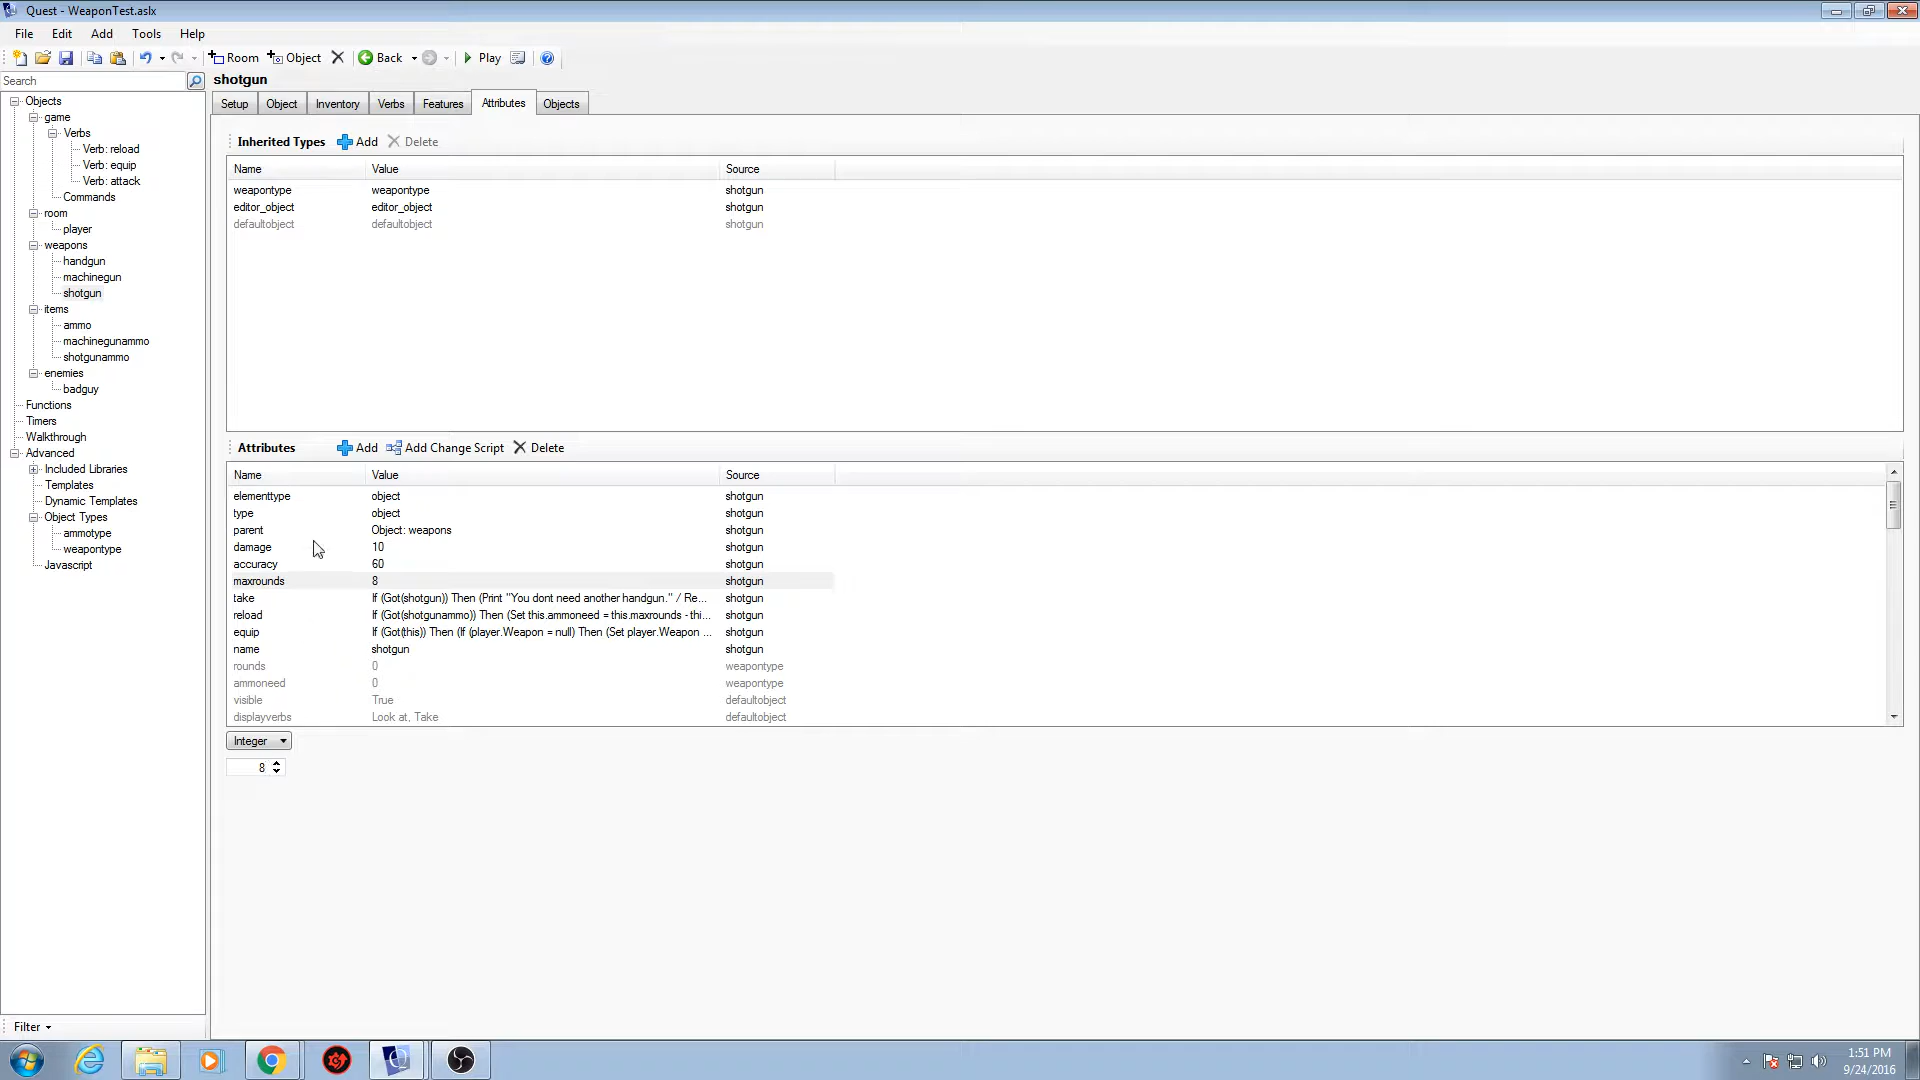 Quest - WeaponTest.aslx
File Edit Add Tools Help
Room Object Back Play
Search
shotgun
Setup Object Inventory Verbs Features Attributes Objects
Objects
game
Verbs
Verb: reload
Verb: equip
Verb: attack
Commands
room
player
weapons
handgun
machinegun
shotgun
items
ammo
machinegunammo
shotgunammo
enemies
badguy
Functions
Timers
Walkthrough
Advanced
Included Libraries
Templates
Dynamic Templates
Object Types
ammotype
weapontype
Javascript
Filter
Inherited Types Add Delete
Name Value Source
weapontype weapontype shotgun
editor_object editor_object shotgun
defaultobject defaultobject shotgun
Attributes Add Add Change Script Delete
Name Value Source
elementtype object shotgun
type object shotgun
parent Object: weapons shotgun
damage 10 shotgun
accuracy 60 shotgun
maxrounds 8 shotgun
take If (Got(shotgun)) Then (Print "You dont need another handgun." / Re... shotgun
reload If (Got(shotgunammo)) Then (Set this.ammoneed = this.maxrounds - thi... shotgun
equip If (Got(this)) Then (If (player.Weapon = null) Then (Set player.Weapon ... shotgun
name shotgun shotgun
rounds 0 weapontype
ammoneed 0 weapontype
visible True defaultobject
displayverbs Look at, Take defaultobject
Integer
8
1:51 PM
9/24/2016